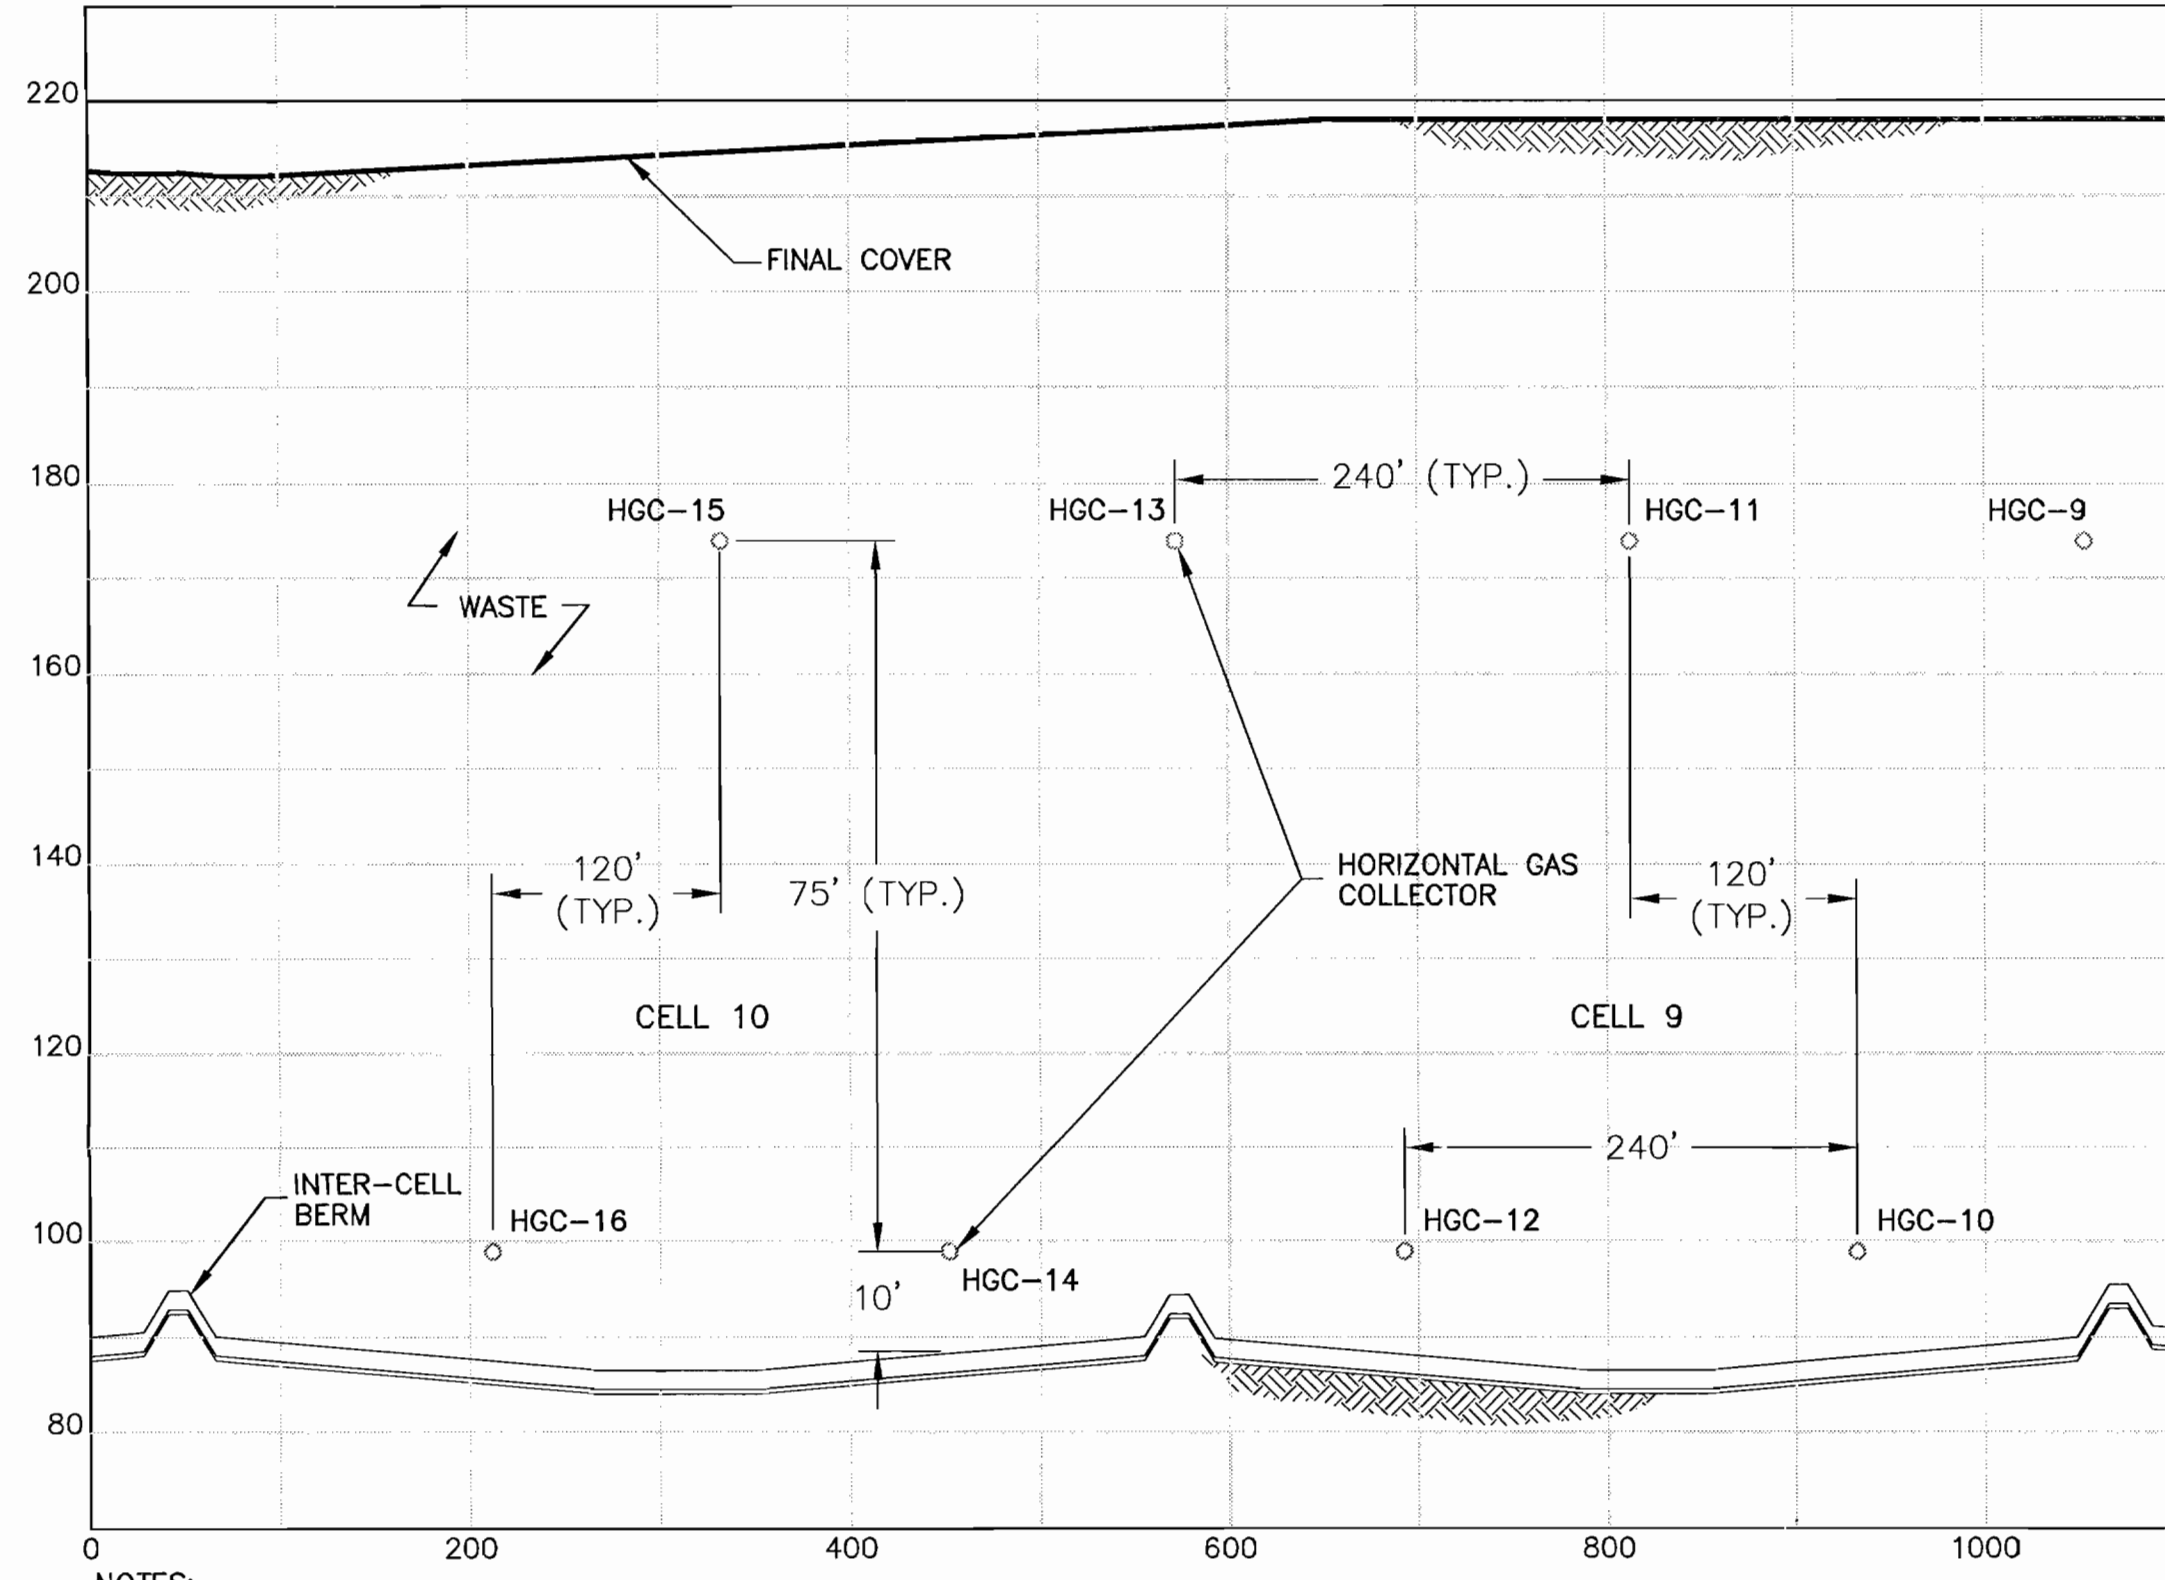 220
FINAL COVER
200
180
240' (TYP.)
HGC-15
HGC-13
HGC-11
HGC-9
WASTE
160
140
120'
(TYP.)
75' (TYP.)
HORIZONTAL GAS
COLLECTOR
120'
(TYP.)
CELL 10
CELL 9
120
240'
INTER-CELL
BERM
100
HGC-16
HGC-14
HGC-12
HGC-10
10'
80
0
200
400
600
800
1000
NOTES: